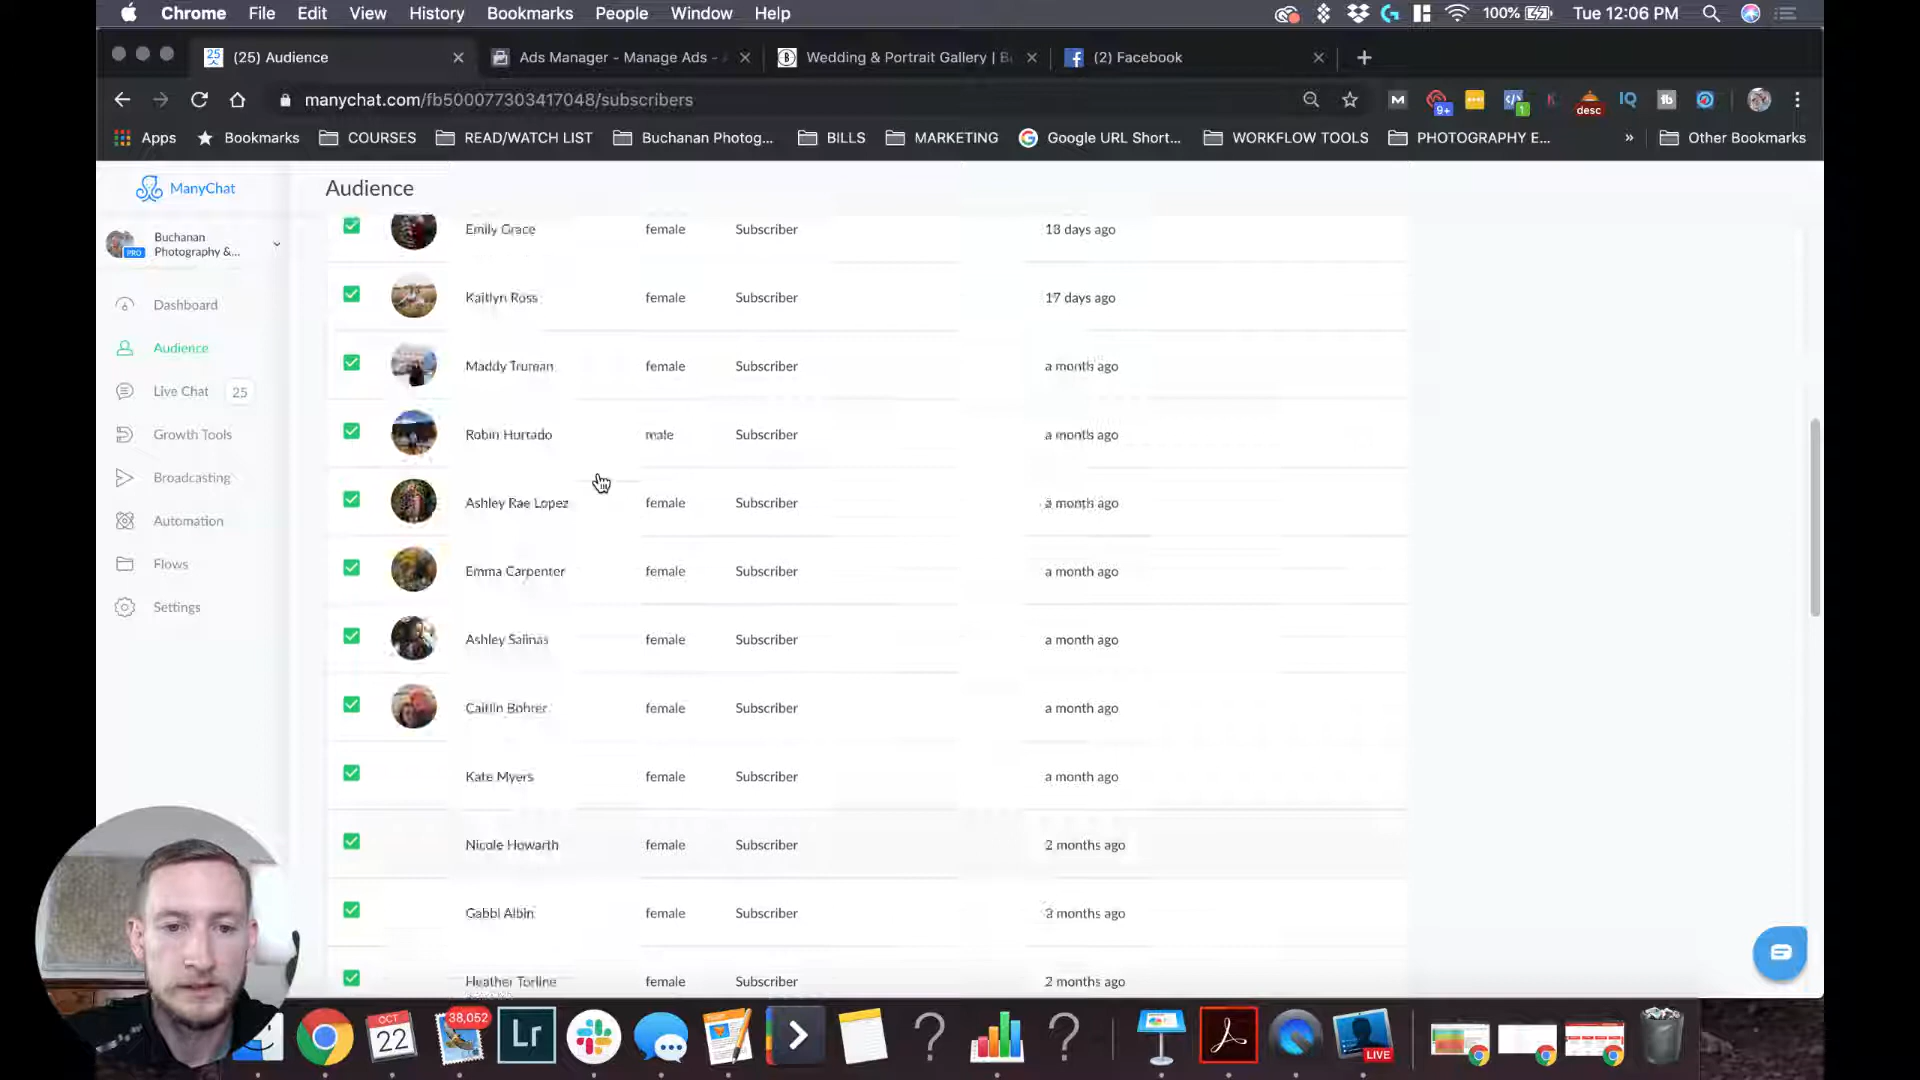 Chrome File Edit View History Bookmarks People Window Help 100% Tue 12:06 PM
25 (25) Audience Ads Manager - Manage Ads - Wedding & Portrait Gallery | B (2) Facebook
manychat.com/fb500077303417048/subscribers M 9+ 1 desc IQ
Apps Bookmarks COURSES READ/WATCH LIST Buchanan Photog... BILLS MARKETING Google URL Short... WORKFLOW TOOLS PHOTOGRAPHY E... » Other Bookmarks
ManyChat
Audience
Buchanan
Photography &...
PRO
Dashboard
Audience
Live Chat 25
Growth Tools
Broadcasting
Automation
Flows
Settings
Emily Grace female Subscriber 18 days ago
Kaitlyn Ross female Subscriber 17 days ago
Maddy Truman female Subscriber a month ago
Robin Hurtado male Subscriber a month ago
Ashley Rae Lopez female Subscriber a month ago
Emma Carpenter female Subscriber a month ago
Ashley Salinas female Subscriber a month ago
Caitlin Bohrer female Subscriber a month ago
Kate Myers female Subscriber a month ago
Nicole Howarth female Subscriber 2 months ago
Gabbi Albin female Subscriber months ago
Heather Torline female Subscriber 2 months ago
OCT
22
38,052
Lr
? ?
LIVE